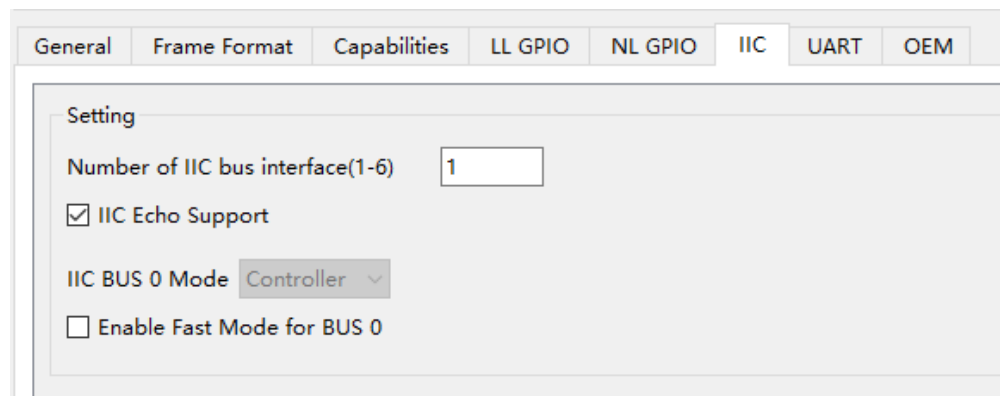 General Frame Format Capabilities LL GPIO NL GPIO IIC UART OEM
Setting
Number of IIC bus interface(1-6) 1
IIC Echo Support
IIC BUS 0 Mode Controller
Enable Fast Mode for BUS 0